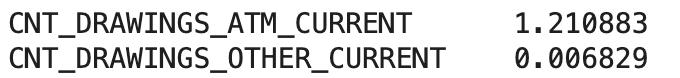 CNT_DRAWINGS_ATM_CURRENT 1.210883
CNT_DRAWINGS_OTHER_CURRENT 0.006829